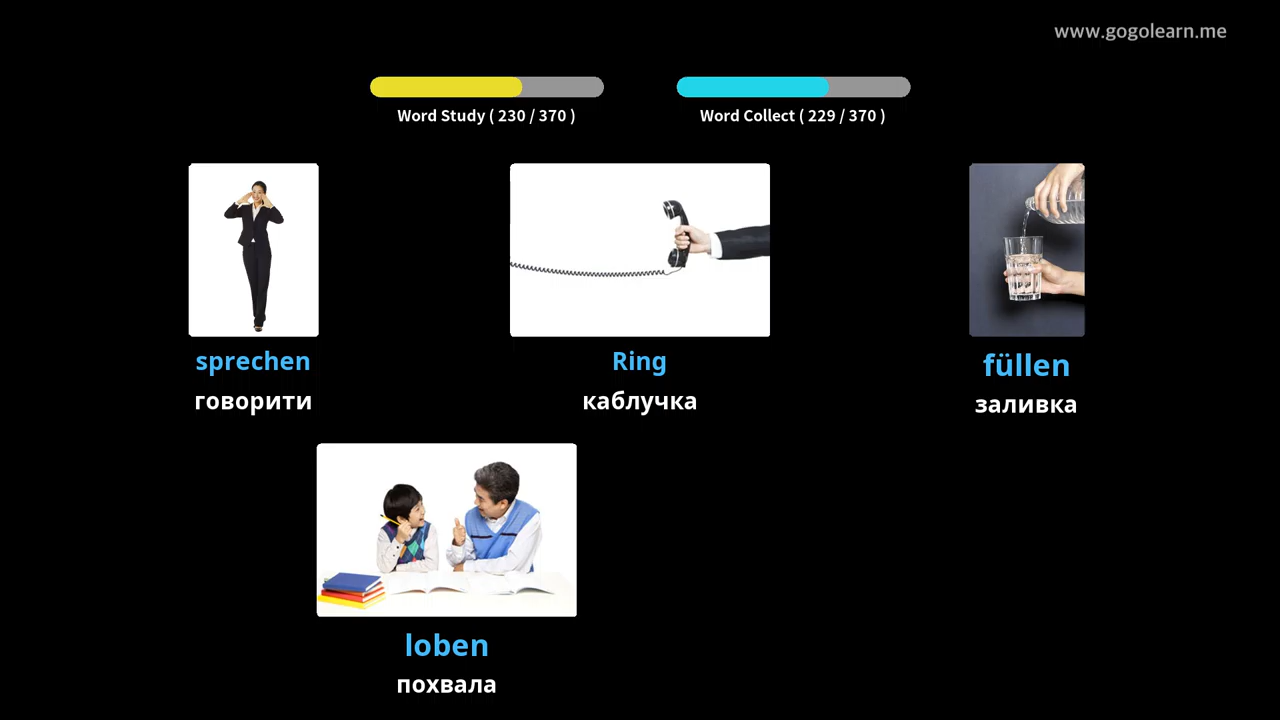 www.gogolearn.me
Word Study ( 230 / 370 )
Word Collect ( 229 / 370 )
sprechen
говорити
Ring
каблучка
füllen
заливка
loben
похвала